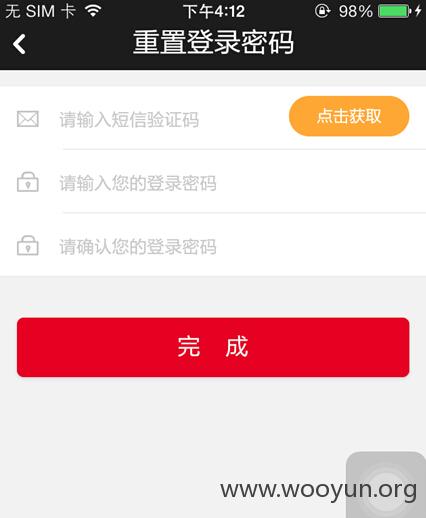 无 SIM 卡 下午4:12 98%
重置登录密码
请输入短信验证码 点击获取
请输入您的登录密码
请确认您的登录密码
完 成
www.wooyun.org